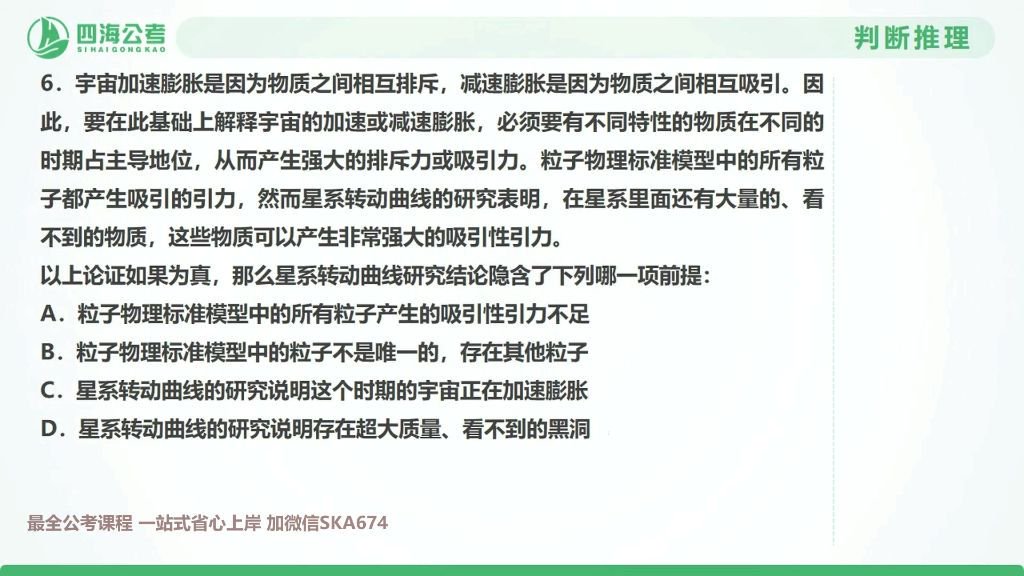 四海公考
SIHAIGONGKAO
判断推理
6．宇宙加速膨胀是因为物质之间相互排斥，减速膨胀是因为物质之间相互吸引。因
此，要在此基础上解释宇宙的加速或减速膨胀，必须要有不同特性的物质在不同的
时期占主导地位，从而产生强大的排斥力或吸引力。粒子物理标准模型中的所有粒
子都产生吸引的引力，然而星系转动曲线的研究表明，在星系里面还有大量的、看
不到的物质，这些物质可以产生非常强大的吸引性引力。
以上论证如果为真，那么星系转动曲线研究结论隐含了下列哪一项前提：
A．粒子物理标准模型中的所有粒子产生的吸引性引力不足
B．粒子物理标准模型中的粒子不是唯一的，存在其他粒子
C．星系转动曲线的研究说明这个时期的宇宙正在加速膨胀
D．星系转动曲线的研究说明存在超大质量、看不到的黑洞
最全公考课程 一站式省心上岸 加微信SKA674